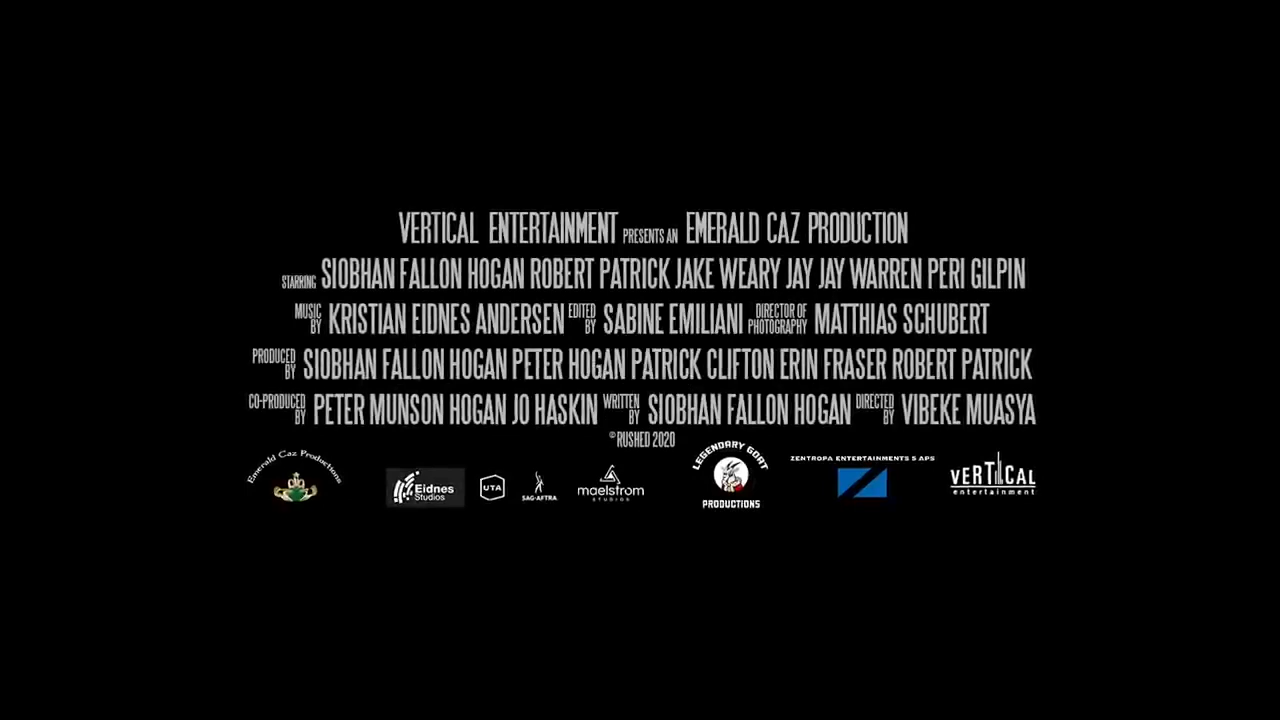 VERTICAL ENTERTAINMENT PRESENTS AN EMERALD CAZ PRODUCTION
STARRING SIOBHAN FALLON HOGAN ROBERT PATRICK JAKE WEARY JAY JAY WARREN PERI GILPIN
MUSIC BY KRISTIAN EIDNES ANDERSEN EDITED BY SABINE EMILIANI DIRECTOR OF PHOTOGRAPHY MATTHIAS SCHUBERT
PRODUCED BY SIOBHAN FALLON HOGAN PETER HOGAN PATRICK CLIFTON ERIN FRASER ROBERT PATRICK
CO-PRODUCED BY PETER MUNSON HOGAN JO HASKIN WRITTEN BY SIOBHAN FALLON HOGAN DIRECTED BY VIBEKE MUASYA
© RUSHED 2020
Emerald Caz Productions
Eidnes
Studios
UTA
SAG-AFTRA
maelstrom
STUDIOS
LEGENDARY GOAT
PRODUCTIONS
ZENTROPA ENTERTAINMENTS 5 APS
VERTICAL
entertainment